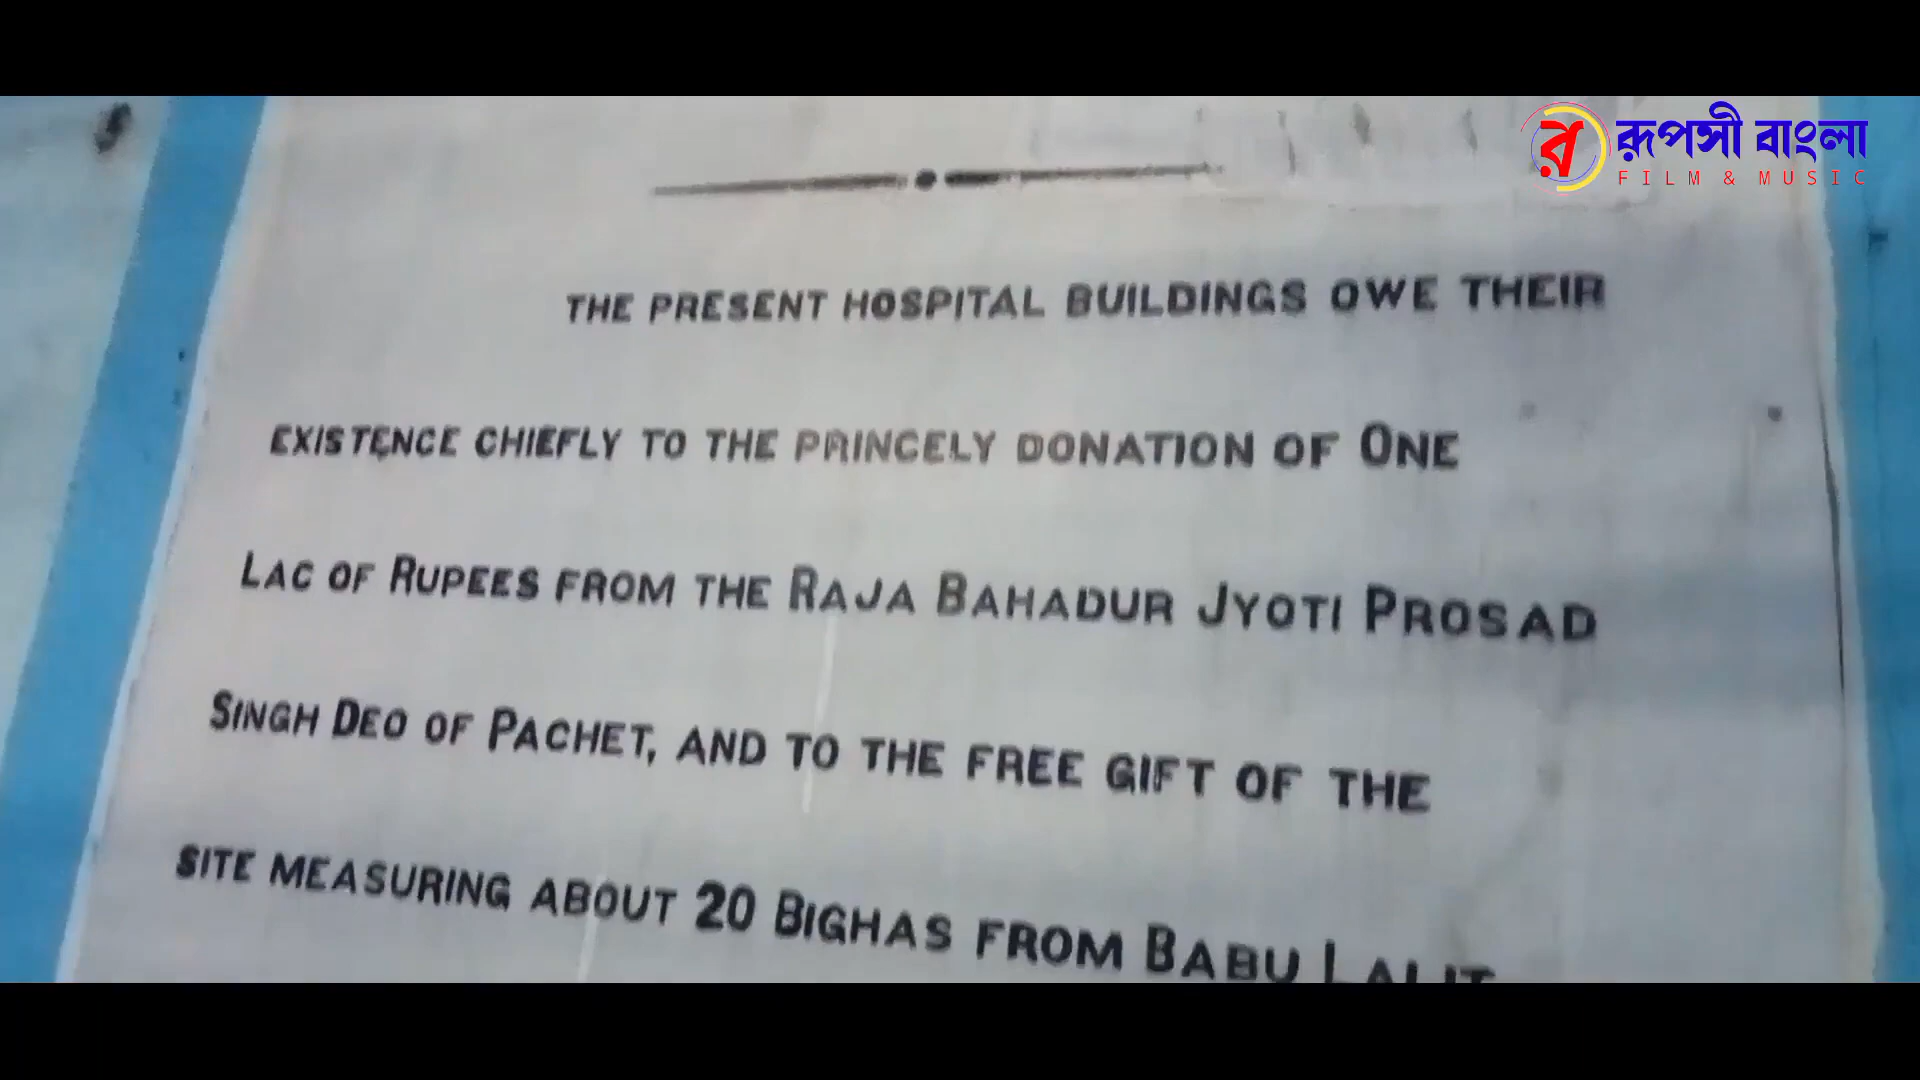 রূপসী বাংলা
FILM & MUSIC
THE PRESENT HOSPITAL BUILDINGS OWE THEIR
EXISTENCE CHIEFLY TO THE PRINCELY DONATION OF ONE
LAC OF RUPEES FROM THE RAJA BAHADUR JYOTI PROSAD
SINGH DEO OF PACHET, AND TO THE FREE GIFT OF THE
SITE MEASURING ABOUT 20 BIGHAS FROM BABU LALIT